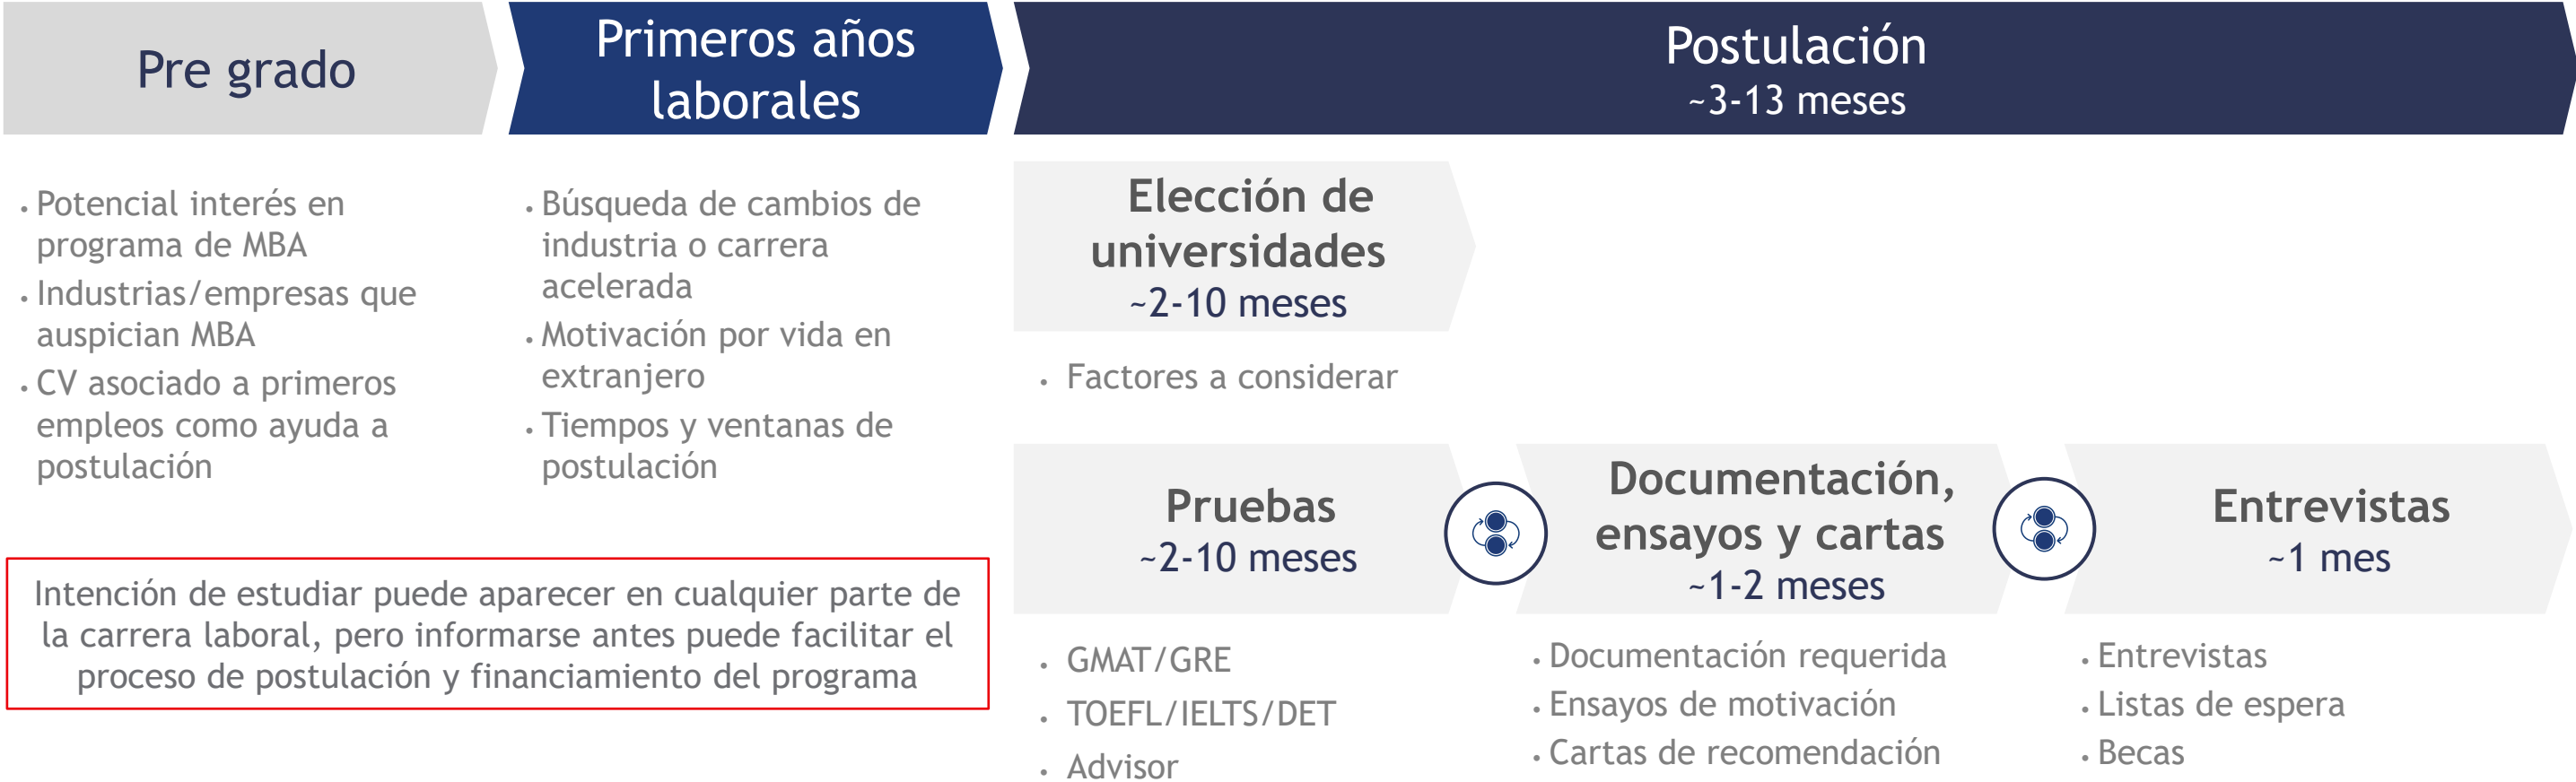 Pre grado
Primeros años
laborales
Postulación
~3-13 meses
• Potencial interés en
programa de MBA
• Industrias/empresas que
auspician MBA
• CV asociado a primeros
empleos como ayuda a
postulación
• Búsqueda de cambios de
industria o carrera
acelerada
• Motivación por vida en
extranjero
• Tiempos y ventanas de
postulación
Intención de estudiar puede aparecer en cualquier parte de
la carrera laboral, pero informarse antes puede facilitar el
proceso de postulación y financiamiento del programa
Elección de
universidades
~2-10 meses
• Factores a considerar
Pruebas
~2-10 meses
• GMAT/GRE
• TOEFL/IELTS/DET
• Advisor
Documentación,
ensayos y cartas
~1-2 meses
• Documentación requerida
• Ensayos de motivación
• Cartas de recomendación
Entrevistas
~1 mes
• Entrevistas
• Listas de espera
• Becas